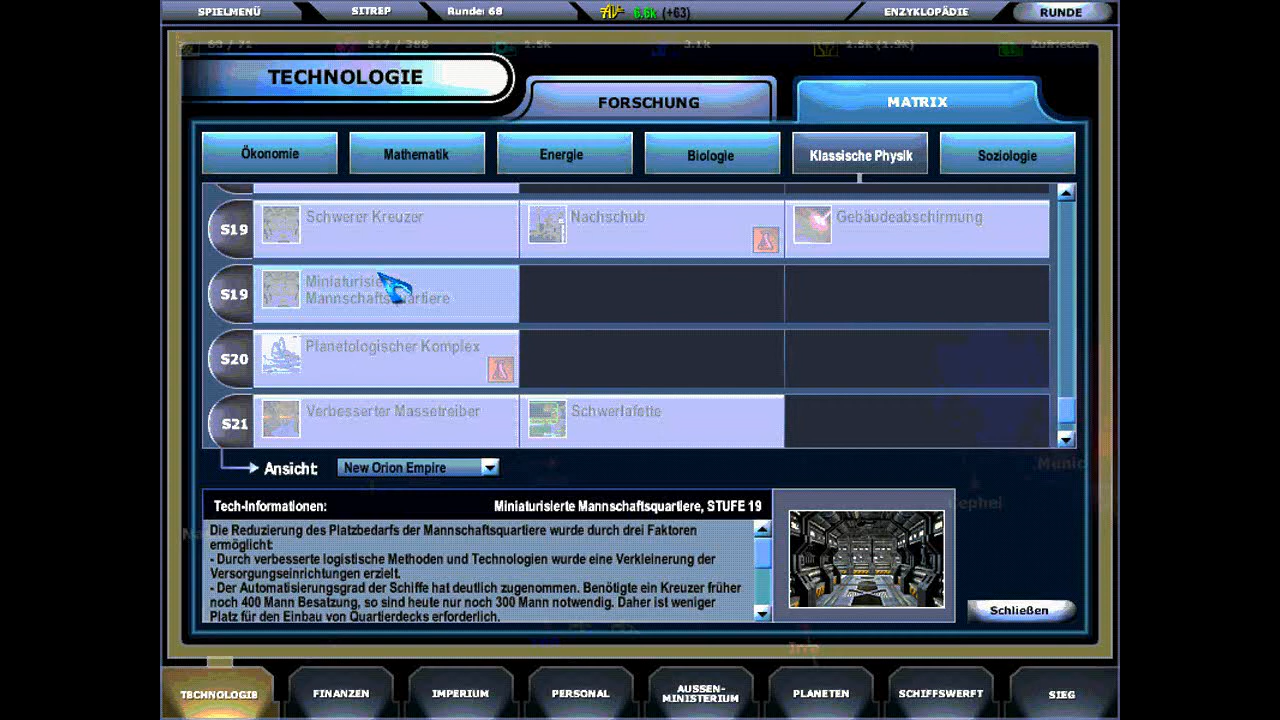 SPIELMENÜ
SITREP
Runde: 68
6.6k (+63)
ENZYKLOPÄDIE
RUNDE
TECHNOLOGIE
FORSCHUNG
MATRIX
Ökonomie
Mathematik
Energie
Biologie
Klassische Physik
Soziologie
S19
Schwerer Kreuzer
Nachschub
Gebäudeabschirmung
S19
Miniaturisie
Mannschaftsquartiere
S20
Planetologischer Komplex
S21
Verbesserter Massetreiber
Schwerlafette
Ansicht:
New Orion Empire
Tech-Informationen:
Miniaturisierte Mannschaftsquartiere, STUFE 19
Die Reduzierung des Platzbedarfs der Mannschaftsquartiere wurde durch drei Faktoren
ermöglicht:
- Durch verbesserte logistische Methoden und Technologien wurde eine Verkleinerung der
Versorgungseinrichtungen erzielt.
- Der Automatisierungsgrad der Schiffe hat deutlich zugenommen. Benötigte ein Kreuzer früher
noch 400 Mann Besatzung, so sind heute nur noch 300 Mann notwendig. Daher ist weniger
Platz für den Einbau von Quartierdecks erforderlich.
Schließen
TECHNOLOGIE
FINANZEN
IMPERIUM
PERSONAL
AUSSEN-
MINISTERIUM
PLANETEN
SCHIFFSWERFT
SIEG